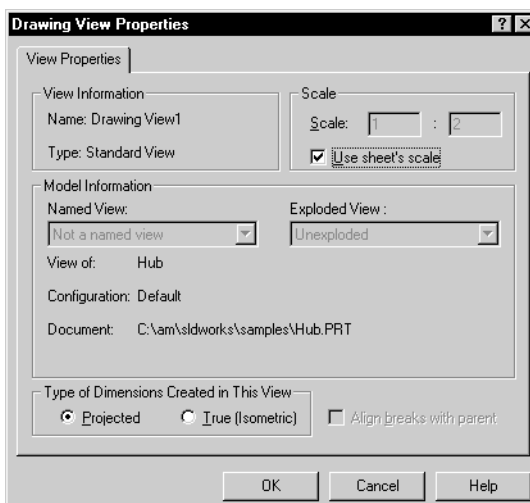 Drawing View Properties
View Properties
View Information
Name: Drawing View1
Type: Standard View
Scale
Scale: 1 : 2
Use sheet's scale
Model Information
Named View:
Exploded View :
Not a named view
Unexploded
View of: Hub
Configuration: Default
Document: C:\am\sldworks\samples\Hub.PRT
Type of Dimensions Created in This View
Projected
True (Isometric)
Align breaks with parent
OK
Cancel
Help